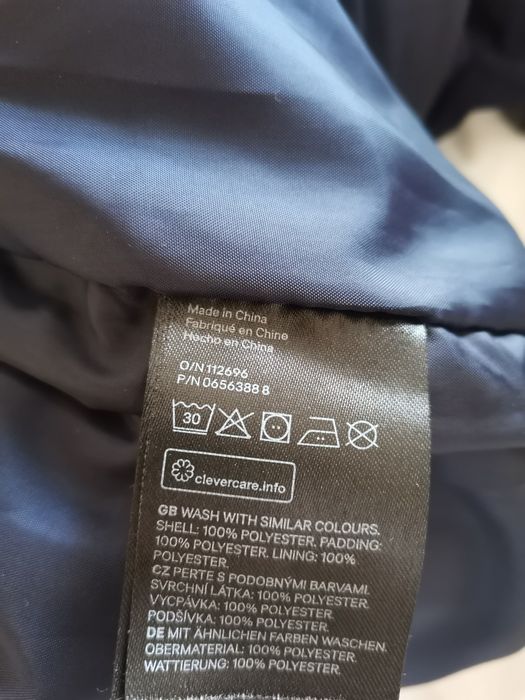 Made in China
Fabriqué en Chine
Hecho en China
O/N 112696
P/N 0656388 8
30
clevercare.info
GB WASH WITH SIMILAR COLOURS.
SHELL: 100% POLYESTER. PADDING:
100% POLYESTER. LINING: 100%
POLYESTER.
CZ PERTE S PODOBNÝMI BARVAMI.
SVRCHNÍ LÁTKA: 100% POLYESTER.
VYCPÁVKA: 100% POLYESTER.
PODŠÍVKA: 100% POLYESTER.
DE MIT ÄHNLICHEN FARBEN WASCHEN.
OBERMATERIAL: 100% POLYESTER.
WATTIERUNG: 100% POLYESTER.